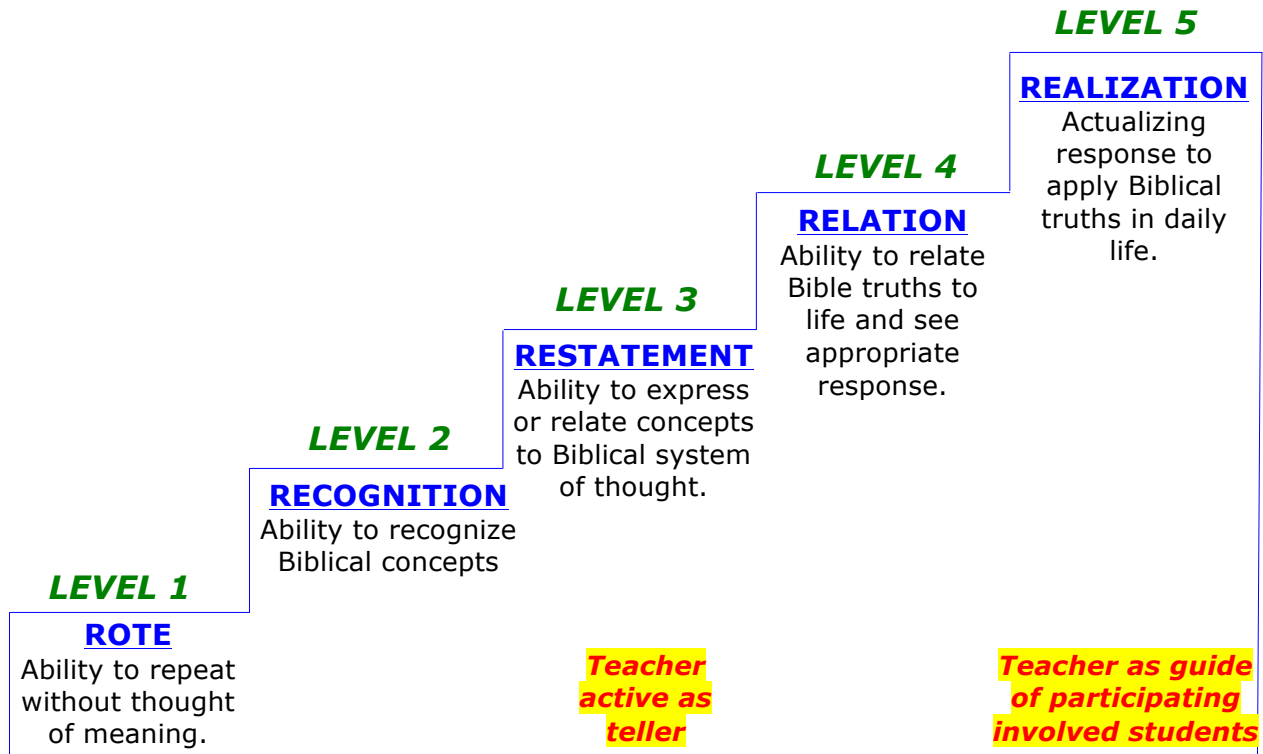 LEVEL 1
ROTE
Ability to repeat
without thought
of meaning.
LEVEL 2
RECOGNITION
Ability to recognize
Biblical concepts
LEVEL 3
RESTATEMENT
Ability to express
or relate concepts
to Biblical system
of thought.
LEVEL 4
RELATION
Ability to relate
Bible truths to
life and see
appropriate
response.
LEVEL 5
REALIZATION
Actualizing
response to
apply Biblical
truths in daily
life.
Teacher
active as
teller
Teacher as guide
of participating
involved students